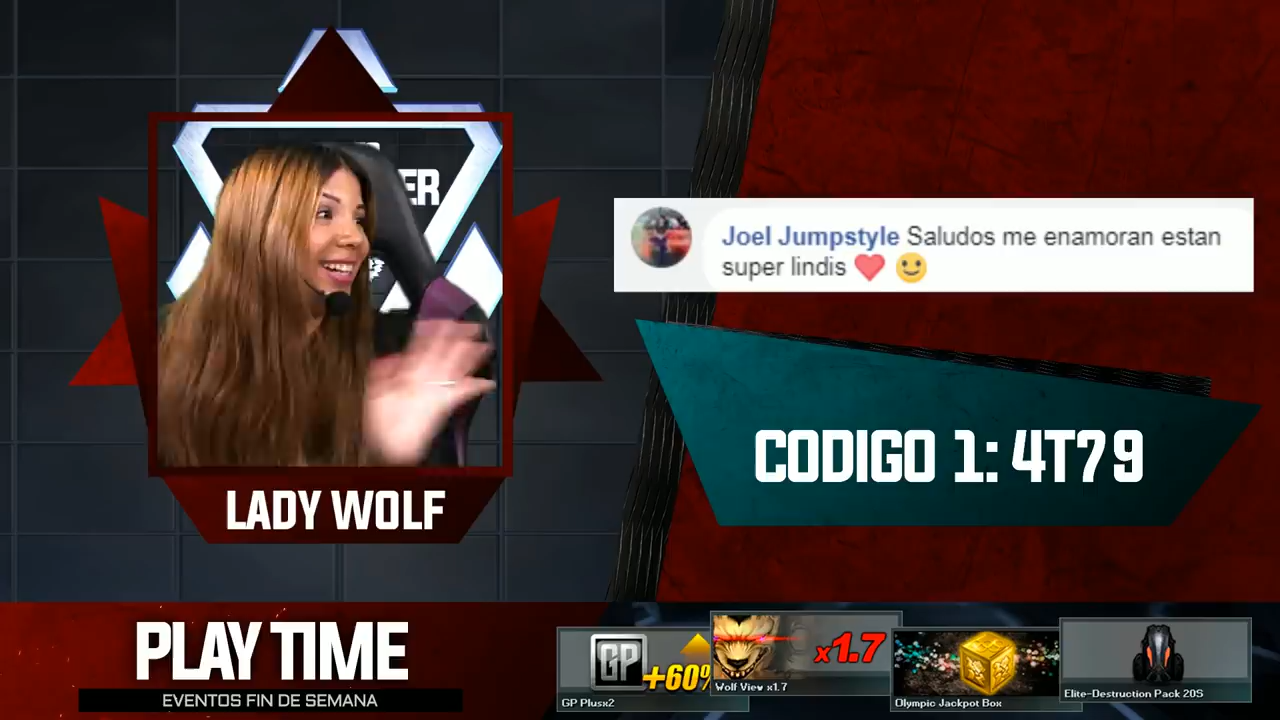 ER
Joel Jumpstyle Saludos me enamoran estan
super lindis ❤️ 🙂
CODIGO 1: 4T79
LADY WOLF
PLAY TIME
EVENTOS FIN DE SEMANA
GP +60%
GP Plusx2
x1.7
Wolf View x1.7
Olympic Jackpot Box
Elite-Destruction Pack 20S